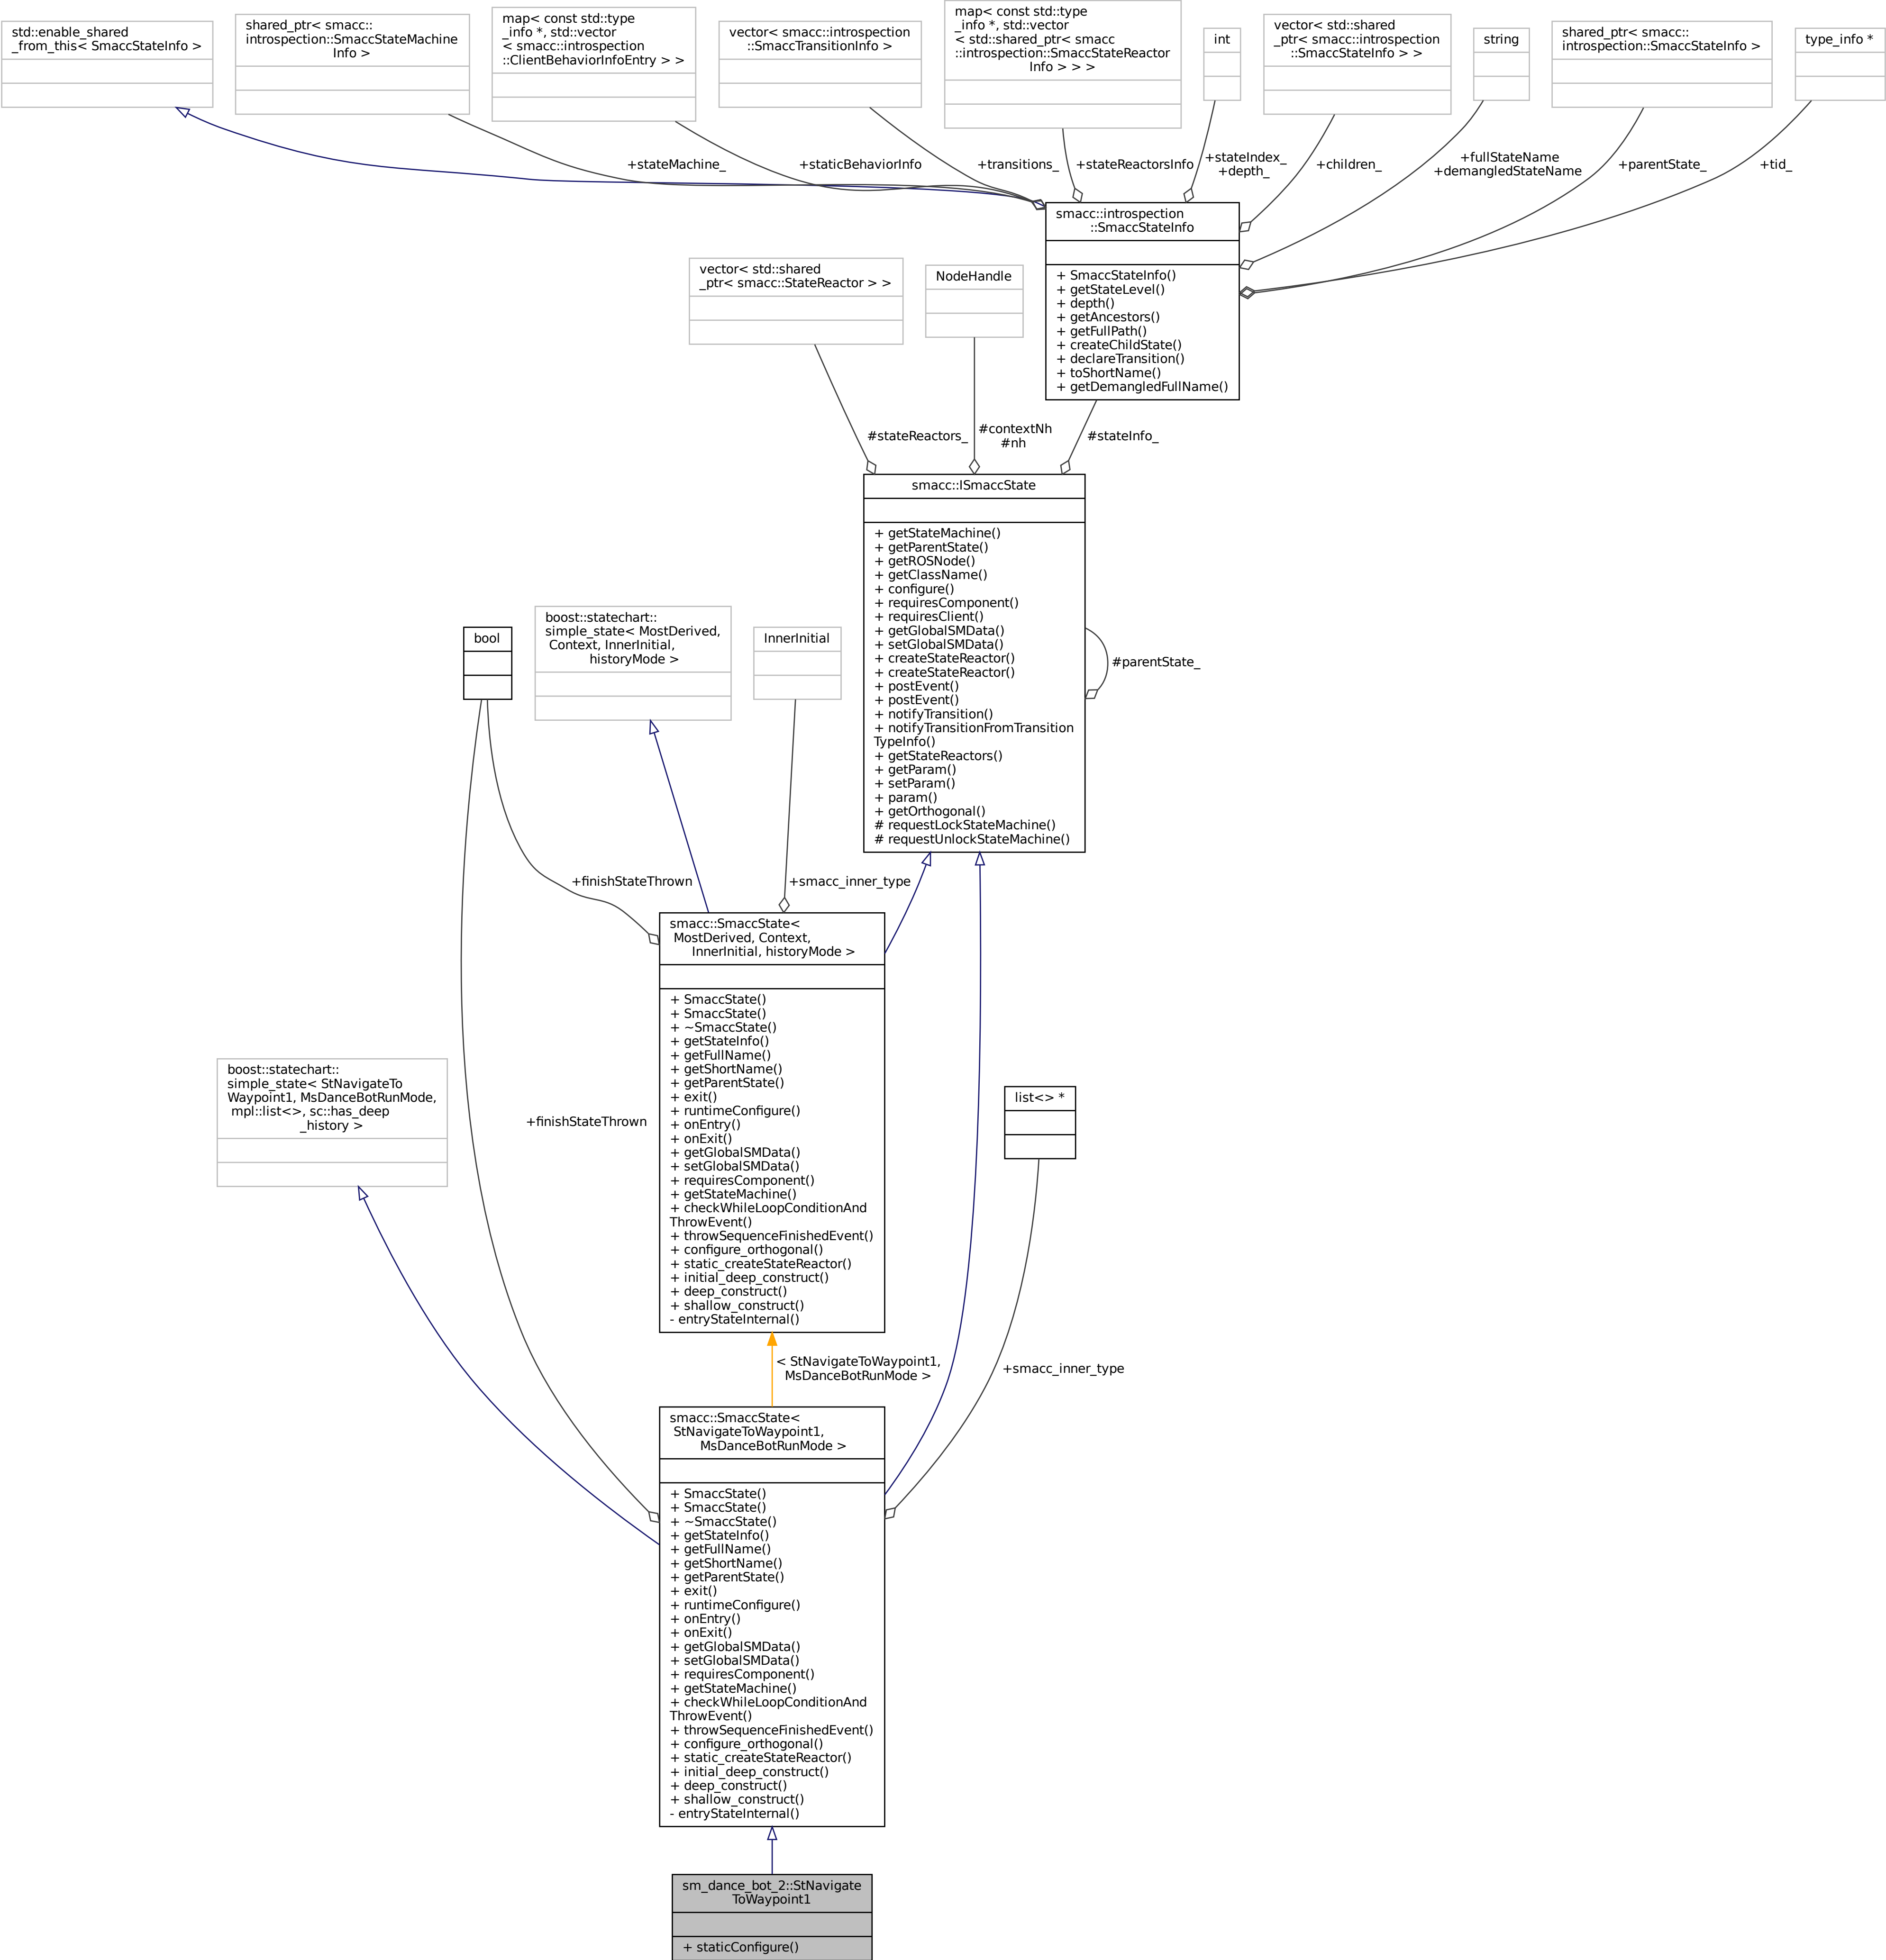 std::enable_shared
_from_this< SmaccStateInfo >
shared_ptr< smacc::
introspection::SmaccStateMachine
Info >
map< const std::type
_info *, std::vector
< smacc::introspection
::ClientBehaviorInfoEntry > >
vector< smacc::introspection
::SmaccTransitionInfo >
map< const std::type
_info *, std::vector
< std::shared_ptr< smacc
::introspection::SmaccStateReactor
Info > > >
int
vector< std::shared
_ptr< smacc::introspection
::SmaccStateInfo > >
string
shared_ptr< smacc::
introspection::SmaccStateInfo >
type_info *
+stateMachine_
+staticBehaviorInfo
+transitions_
+stateReactorsInfo
+stateIndex_
+depth_
+children_
+fullStateName
+demangledStateName
+parentState_
+tid_
smacc::introspection
::SmaccStateInfo
+ SmaccStateInfo()
+ getStateLevel()
+ depth()
+ getAncestors()
+ getFullPath()
+ createChildState()
+ declareTransition()
+ toShortName()
+ getDemangledFullName()
vector< std::shared
_ptr< smacc::StateReactor > >
NodeHandle
#stateReactors_
#contextNh
#nh
#stateInfo_
smacc::ISmaccState
+ getStateMachine()
+ getParentState()
+ getROSNode()
+ getClassName()
+ configure()
+ requiresComponent()
+ requiresClient()
+ getGlobalSMData()
+ setGlobalSMData()
+ createStateReactor()
+ createStateReactor()
+ postEvent()
+ postEvent()
+ notifyTransition()
+ notifyTransitionFromTransition
TypeInfo()
+ getStateReactors()
+ getParam()
+ setParam()
+ param()
+ getOrthogonal()
# requestLockStateMachine()
# requestUnlockStateMachine()
#parentState_
bool
boost::statechart::
simple_state< MostDerived,
Context, InnerInitial,
historyMode >
InnerInitial
+finishStateThrown
+smacc_inner_type
smacc::SmaccState<
MostDerived, Context,
InnerInitial, historyMode >
+ SmaccState()
+ SmaccState()
+ ~SmaccState()
+ getStateInfo()
+ getFullName()
+ getShortName()
+ getParentState()
+ exit()
+ runtimeConfigure()
+ onEntry()
+ onExit()
+ getGlobalSMData()
+ setGlobalSMData()
+ requiresComponent()
+ getStateMachine()
+ checkWhileLoopConditionAnd
ThrowEvent()
+ throwSequenceFinishedEvent()
+ configure_orthogonal()
+ static_createStateReactor()
+ initial_deep_construct()
+ deep_construct()
+ shallow_construct()
- entryStateInternal()
boost::statechart::
simple_state< StNavigateTo
Waypoint1, MsDanceBotRunMode,
mpl::list<>, sc::has_deep
_history >
+finishStateThrown
list<> *
< StNavigateToWaypoint1,
MsDanceBotRunMode >
+smacc_inner_type
smacc::SmaccState<
StNavigateToWaypoint1,
MsDanceBotRunMode >
+ SmaccState()
+ SmaccState()
+ ~SmaccState()
+ getStateInfo()
+ getFullName()
+ getShortName()
+ getParentState()
+ exit()
+ runtimeConfigure()
+ onEntry()
+ onExit()
+ getGlobalSMData()
+ setGlobalSMData()
+ requiresComponent()
+ getStateMachine()
+ checkWhileLoopConditionAnd
ThrowEvent()
+ throwSequenceFinishedEvent()
+ configure_orthogonal()
+ static_createStateReactor()
+ initial_deep_construct()
+ deep_construct()
+ shallow_construct()
- entryStateInternal()
sm_dance_bot_2::StNavigate
ToWaypoint1
+ staticConfigure()